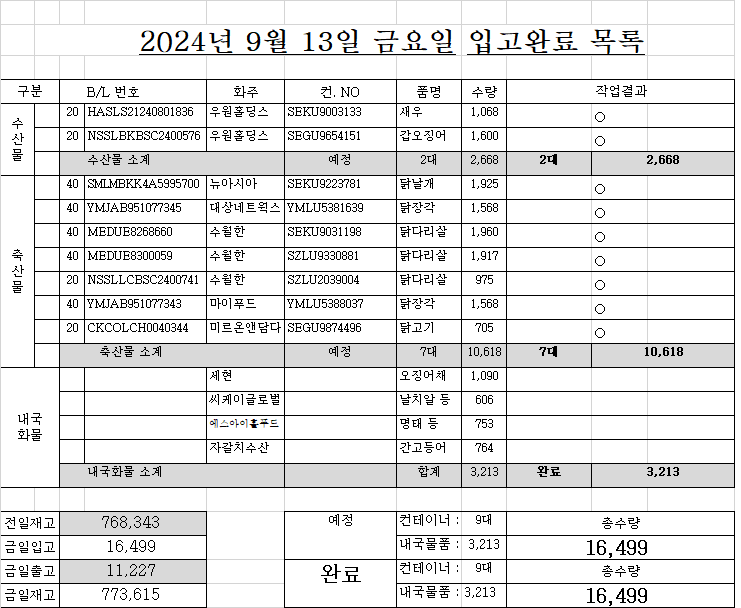 2024년 9월 13일 금요일 입고완료 목록
구분 B/L 번호 화주 컨. NO 품명 수량 작업결과
수산물
20 HASLS21240801836 우원홀딩스 SEKU9003133 새우 1,068 ○
20 NSSLBKBSC2400576 우원홀딩스 SEGU9654151 갑오징어 1,600 ○
수산물 소계 예정 2대 2,668 2대 2,668
축산물
40 SMLMBKK4A5995700 뉴아시아 SEKU9223781 닭날개 1,925 ○
40 YMJAB951077345 대상네트웍스 YMLU5381639 닭장각 1,568 ○
40 MEDUB8268660 수월한 SEKU9031198 닭다리살 1,960 ○
40 MEDUB8300059 수월한 SZLU9330881 닭다리살 1,917 ○
20 NSSLLCBSC2400741 수월한 SZLU2039004 닭다리살 975 ○
40 YMJAB951077343 마이푸드 YMLU5388037 닭장각 1,568 ○
20 CKCOLCH0040344 미르온앤담다 SEGU9874496 닭고기 705 ○
축산물 소계 예정 7대 10,618 7대 10,618
내국화물
세현 오징어채 1,090
씨케이글로벌 날치알 등 606
에스아이홀푸드 명태 등 753
자갈치수산 간고등어 764
내국화물 소계 합계 3,213 완료 3,213
전일재고 768,343 예정 컨테이너 : 9대 총수량
금일입고 16,499 내국물품 : 3,213 16,499
금일출고 11,227 완료 컨테이너 : 9대 총수량
금일재고 773,615 내국물품 : 3,213 16,499